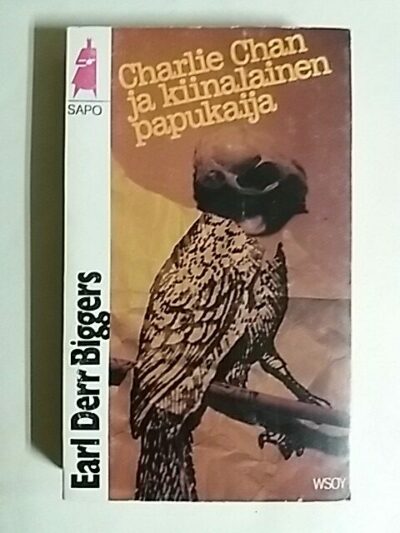 SAPO
Charlie Chan
ja kiinalainen
papukaija
Earl Derr Biggers
WSOY